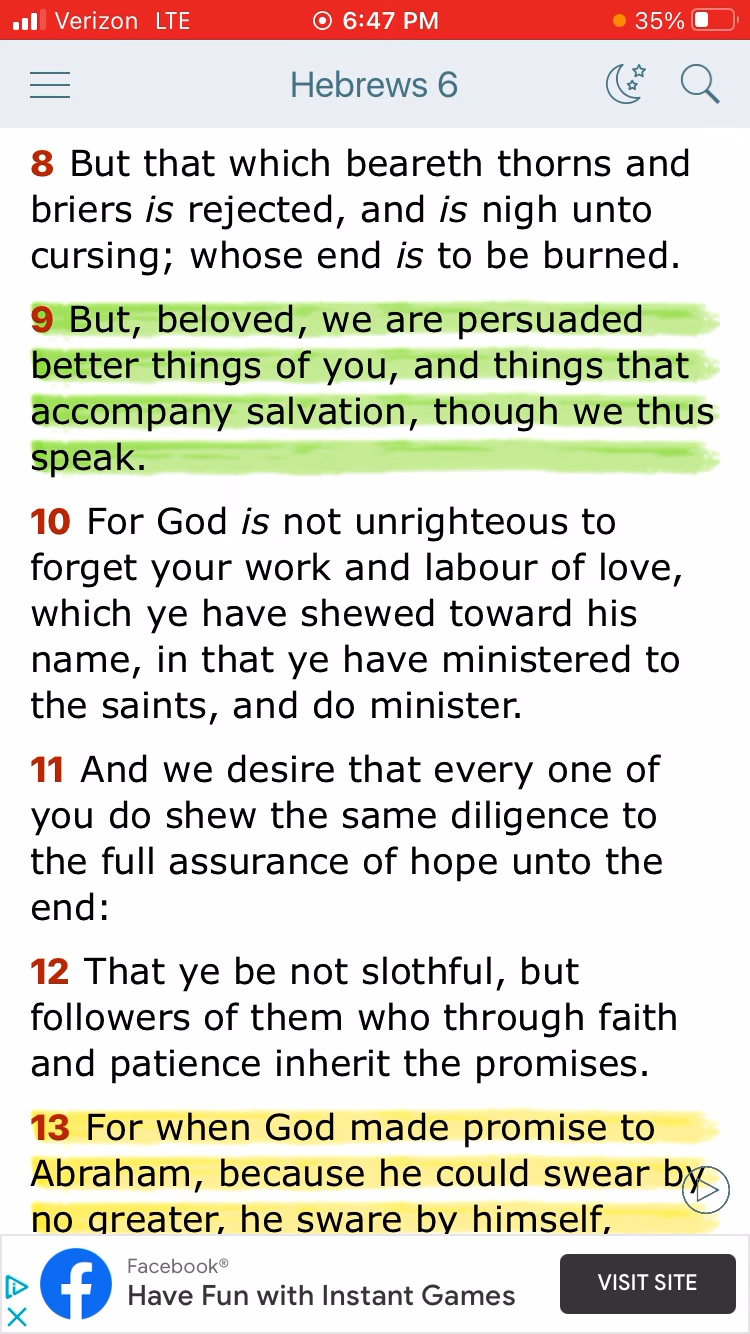 Verizon LTE 6:47 PM 35%
Hebrews 6
8 But that which beareth thorns and
briers is rejected, and is nigh unto
cursing; whose end is to be burned.
9 But, beloved, we are persuaded
better things of you, and things that
accompany salvation, though we thus
speak.
10 For God is not unrighteous to
forget your work and labour of love,
which ye have shewed toward his
name, in that ye have ministered to
the saints, and do minister.
11 And we desire that every one of
you do shew the same diligence to
the full assurance of hope unto the
end:
12 That ye be not slothful, but
followers of them who through faith
and patience inherit the promises.
13 For when God made promise to
Abraham, because he could swear by
no greater, he sware by himself,
Facebook®
Have Fun with Instant Games
VISIT SITE